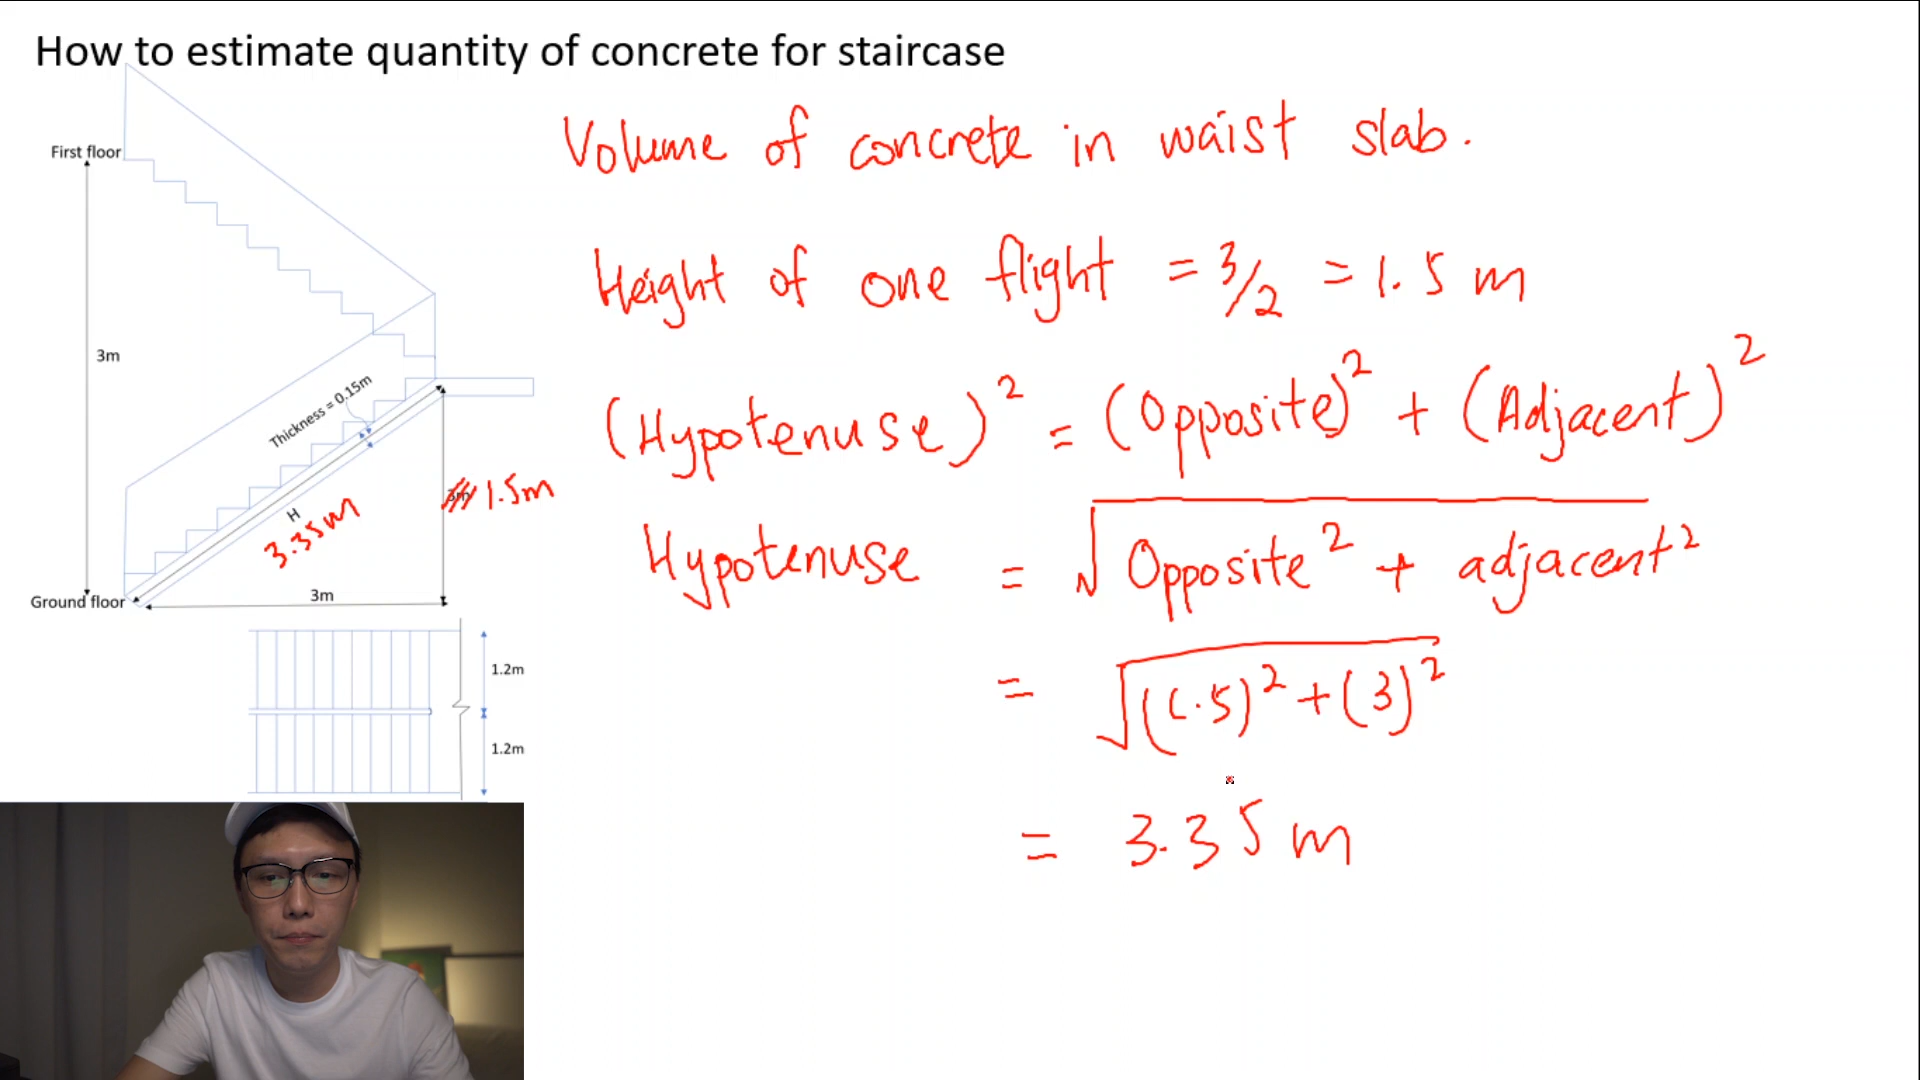 How to estimate quantity of concrete for staircase
Volume of concrete in waist slab.
First floor
Height of one flight = 3/2 = 1.5 m
3m
Thickness = 0.15m
(Hypotenuse)² = (Opposite)² + (Adjacent)²
3m 1.5m
H
3.35m
Hypotenuse = √Opposite² + adjacent²
3m
Ground floor
= √(1.5)² + (3)²
1.2m
1.2m
= 3.35 m